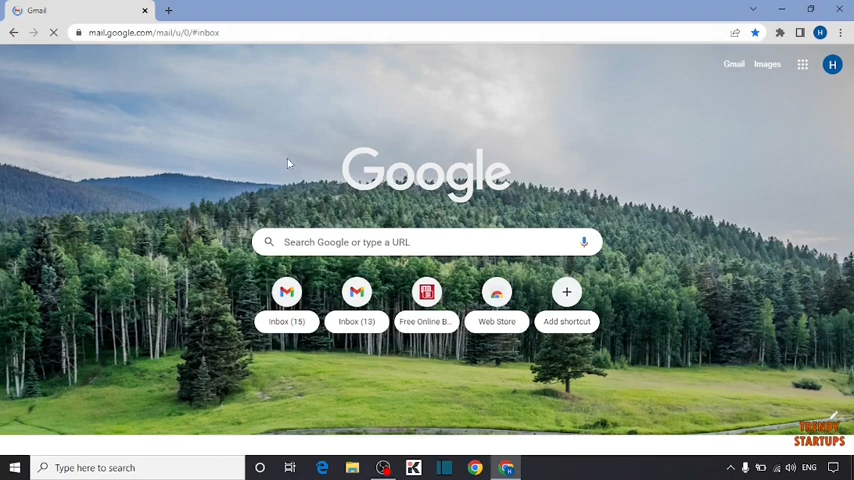 Gmail
mail.google.com/mail/u/0/#inbox
H
Gmail Images H
Google
Search Google or type a URL
Inbox (15) Inbox (13) Free Online B... Web Store Add shortcut
TRENDY
STARTUPS
Type here to search
ENG